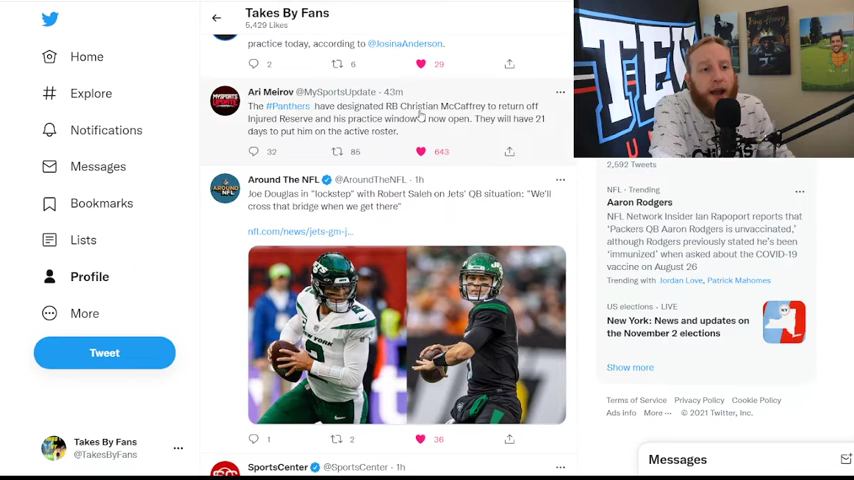 Takes By Fans
5,429 Likes
Home
Explore
Notifications
Messages
Bookmarks
Lists
Profile
More
Tweet
Takes By Fans
@TakesByFans
practice today, according to @JosinaAnderson.
2 6 29
Ari Meirov @MySportsUpdate · 43m
The #Panthers have designated RB Christian McCaffrey to return off
Injured Reserve and his practice window is now open. They will have 21
days to put him on the active roster.
32 85 643
Around The NFL @AroundTheNFL · 1h
Joe Douglas in "lockstep" with Robert Saleh on Jets' QB situation: "We'll
cross that bridge when we get there"
nfl.com/news/jets-gm-j...
NEW YORK
2
1 2 36
SportsCenter @SportsCenter · 1h
2,592 Tweets
NFL · Trending
Aaron Rodgers
NFL Network Insider Ian Rapoport reports that
'Packers QB Aaron Rodgers is unvaccinated',
although Rodgers previously stated he's been
'immunized' when asked about the COVID-19
vaccine on August 26
Trending with Jordan Love, Patrick Mahomes
US elections · LIVE
New York: News and updates on
the November 2 elections
Show more
Terms of Service Privacy Policy Cookie Policy
Ads info More ··· © 2021 Twitter, Inc.
Messages